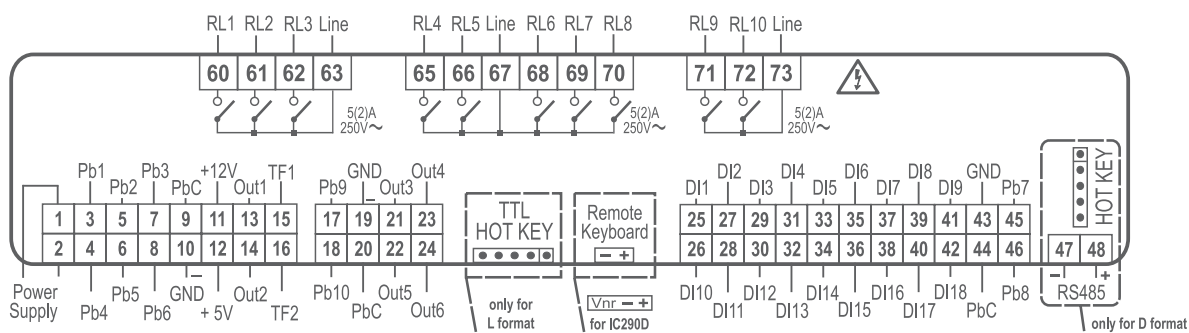 RL1 RL2 RL3 Line RL4 RL5 Line RL6 RL7 RL8 RL9 RL10 Line
60 61 62 63 65 66 67 68 69 70 71 72 73
5(2)A 5(2)A 5(2)A
250V~ 250V~ 250V~
HOT KEY
Pb1 Pb3 +12V TF1 GND Out4 DI2 DI4 DI6 DI8 GND
Pb2 PbC Out1 Pb9 Out3 DI1 DI3 DI5 DI7 DI9 Pb7
1 3 5 7 9 11 13 15 17 19 21 23 25 27 29 31 33 35 37 39 41 43 45
2 4 6 8 10 12 14 16 18 20 22 24 26 28 30 32 34 36 38 40 42 44 46
TTL
HOT KEY
Remote
Keyboard
− +
47 48
− +
RS485
Power
Supply
Pb5 GND Out2 Pb10 Out5 DI10 DI12 DI14 DI16 DI18 Pb8
Pb4 Pb6 + 5V TF2 PbC Out6 DI11 DI13 DI15 DI17 PbC
only for
L format
Vnr − +
for IC290D
only for D format